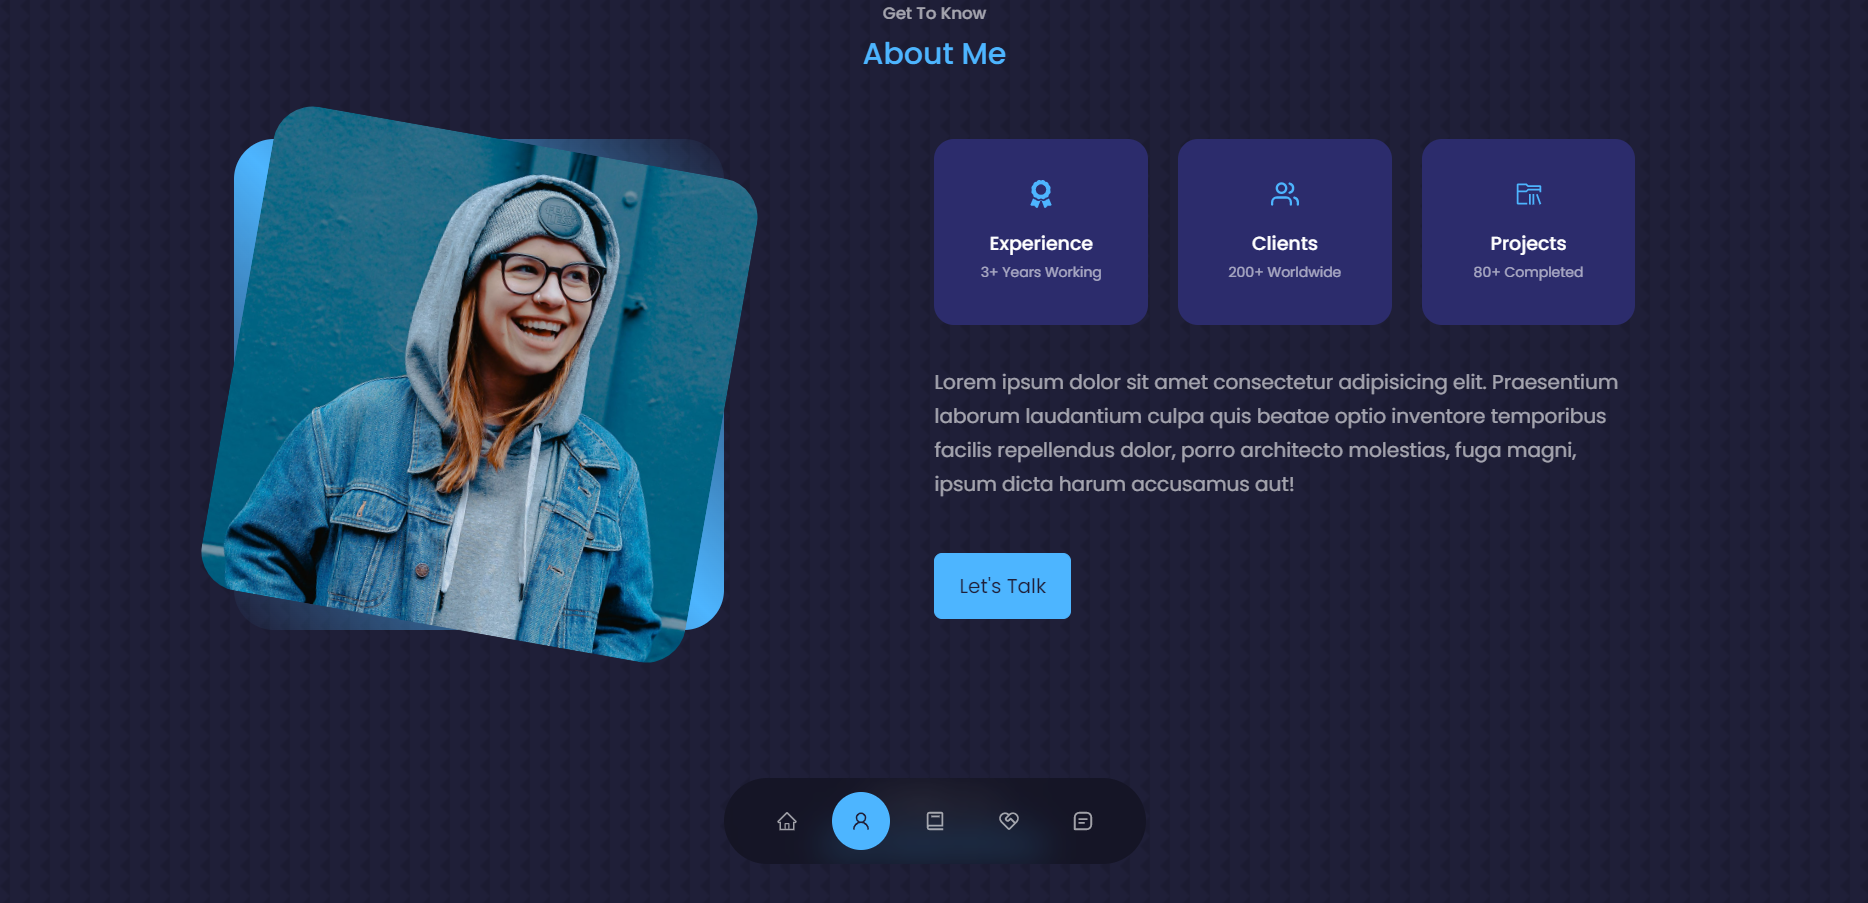 Get To Know
About Me
Experience
3+ Years Working
Clients
200+ Worldwide
Projects
80+ Completed
Lorem ipsum dolor sit amet consectetur adipisicing elit. Praesentium
laborum laudantium culpa quis beatae optio inventore temporibus
facilis repellendus dolor, porro architecto molestias, fuga magni,
ipsum dicta harum accusamus aut!
Let's Talk